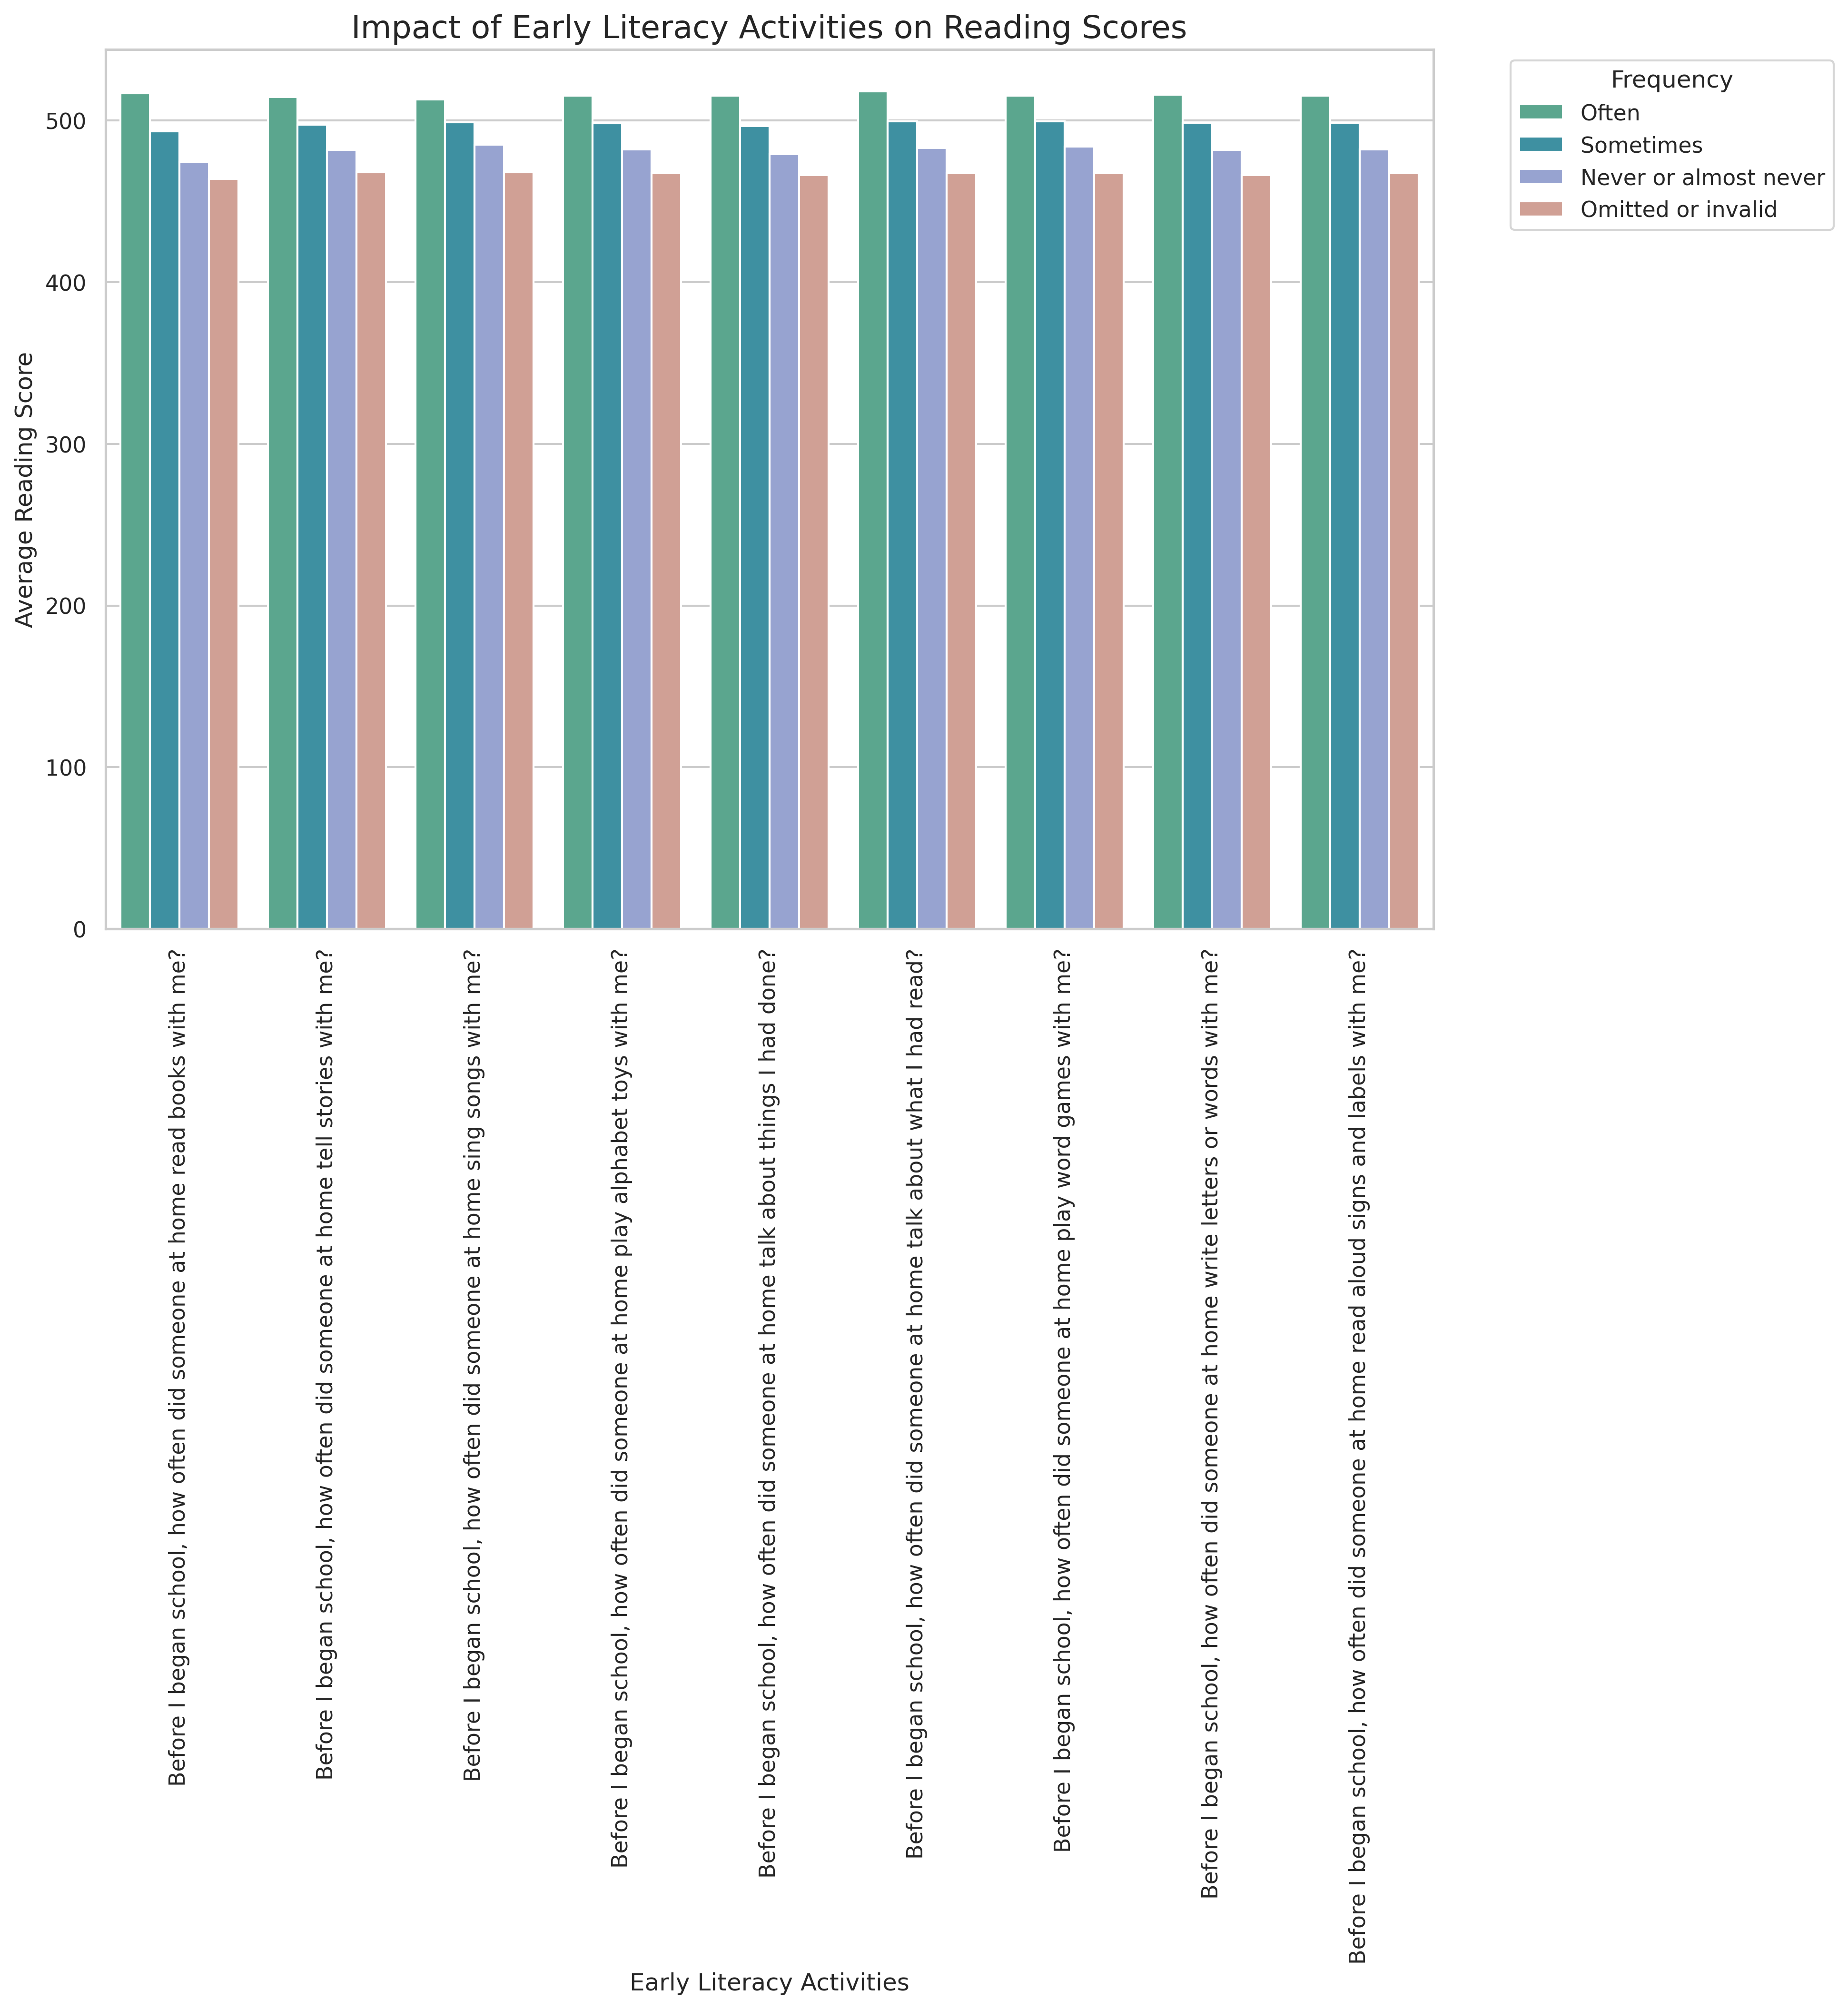 Impact of Early Literacy Activities on Reading Scores
Frequency
Often
Sometimes
Never or almost never
Omitted or invalid
Average Reading Score
500
400
300
200
100
0
Before I began school, how often did someone at home read books with me?
Before I began school, how often did someone at home tell stories with me?
Before I began school, how often did someone at home sing songs with me?
Before I began school, how often did someone at home play alphabet toys with me?
Before I began school, how often did someone at home talk about things I had done?
Before I began school, how often did someone at home talk about what I had read?
Before I began school, how often did someone at home play word games with me?
Before I began school, how often did someone at home write letters or words with me?
Before I began school, how often did someone at home read aloud signs and labels with me?
Early Literacy Activities